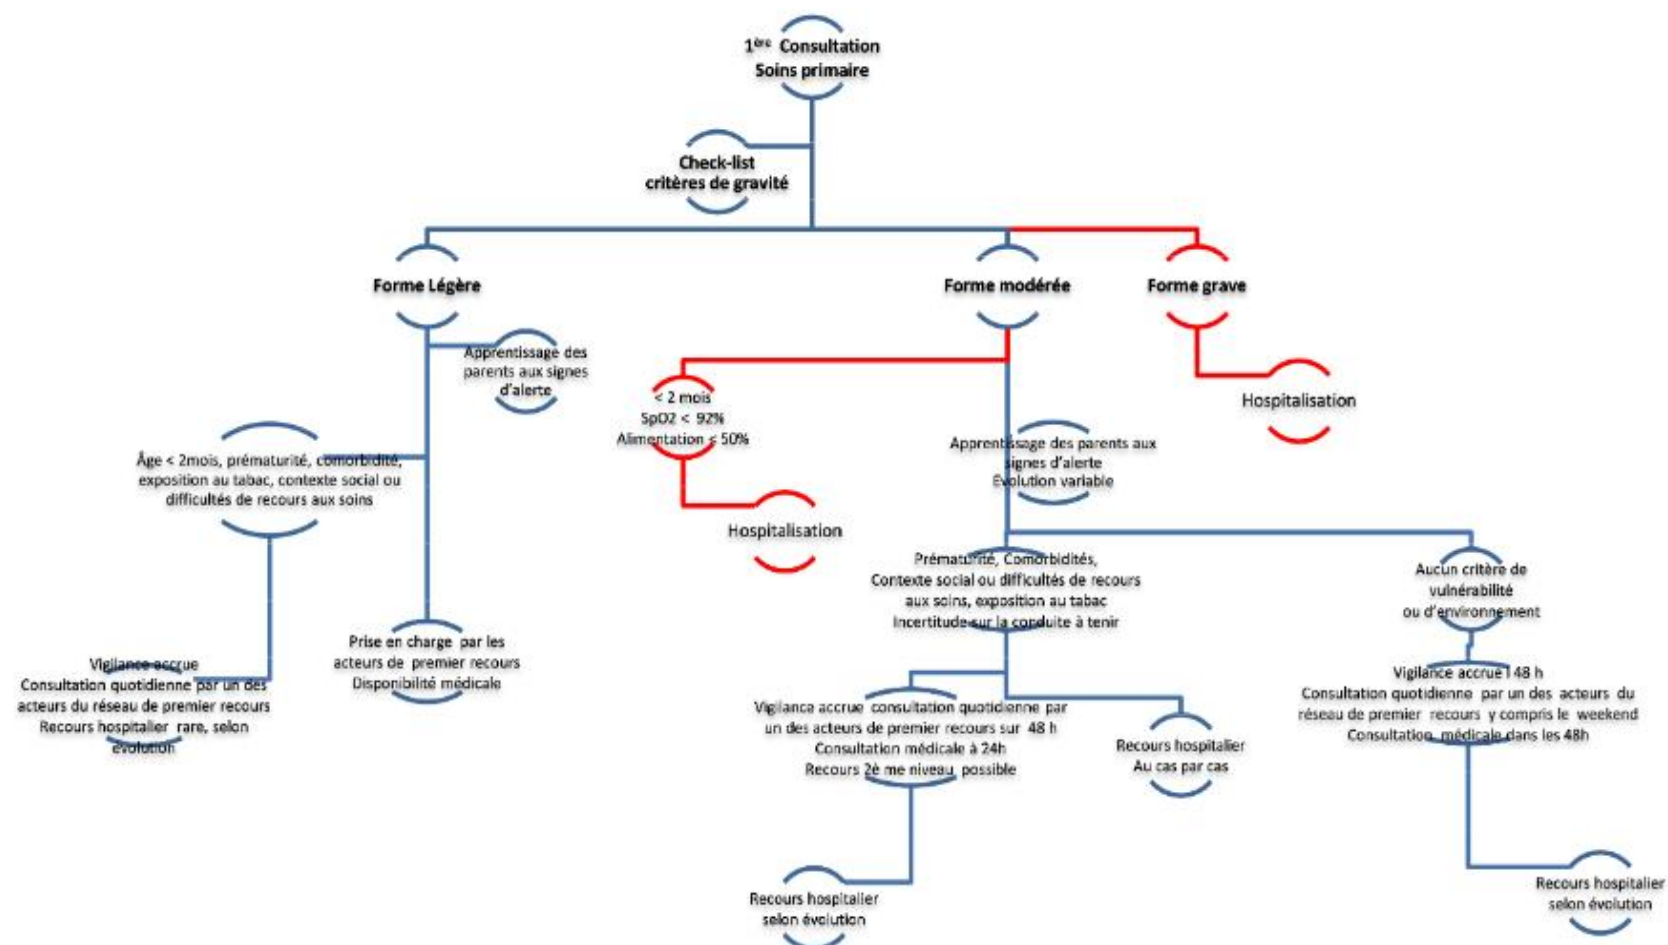 1ère Consultation
Soins primaire
Check-list
critères de gravité
Forme Légère
Forme modérée
Forme grave
Apprentissage des
parents aux signes
d'alerte
< 2 mois
SpO2 < 92%
Alimentation < 50%
Hospitalisation
Hospitalisation
Âge < 2mois, prématurité, comorbidité,
exposition au tabac, contexte social ou
difficultés de recours aux soins
Apprentissage des parents aux
signes d'alerte
Evolution variable
Prématurité, Comorbidités,
Contexte social ou difficultés de recours
aux soins, exposition au tabac
Incertitude sur la conduite à tenir
Aucun critère de
vulnérabilité
ou d'environnement
Prise en charge par les
acteurs de premier recours
Disponibilité médicale
Vigilance accrue
Consultation quotidienne par un des
acteurs du réseau de premier recours
Recours hospitalier rare, selon
évolution
Vigilance accrue consultation quotidienne par
un des acteurs de premier recours sur 48 h
Consultation médicale à 24h
Recours 2è me niveau possible
Recours hospitalier
Au cas par cas
Vigilance accrue 48 h
Consultation quotidienne par un des acteurs du
réseau de premier recours y compris le weekend
Consultation médicale dans les 48h
Recours hospitalier
selon évolution
Recours hospitalier
selon évolution